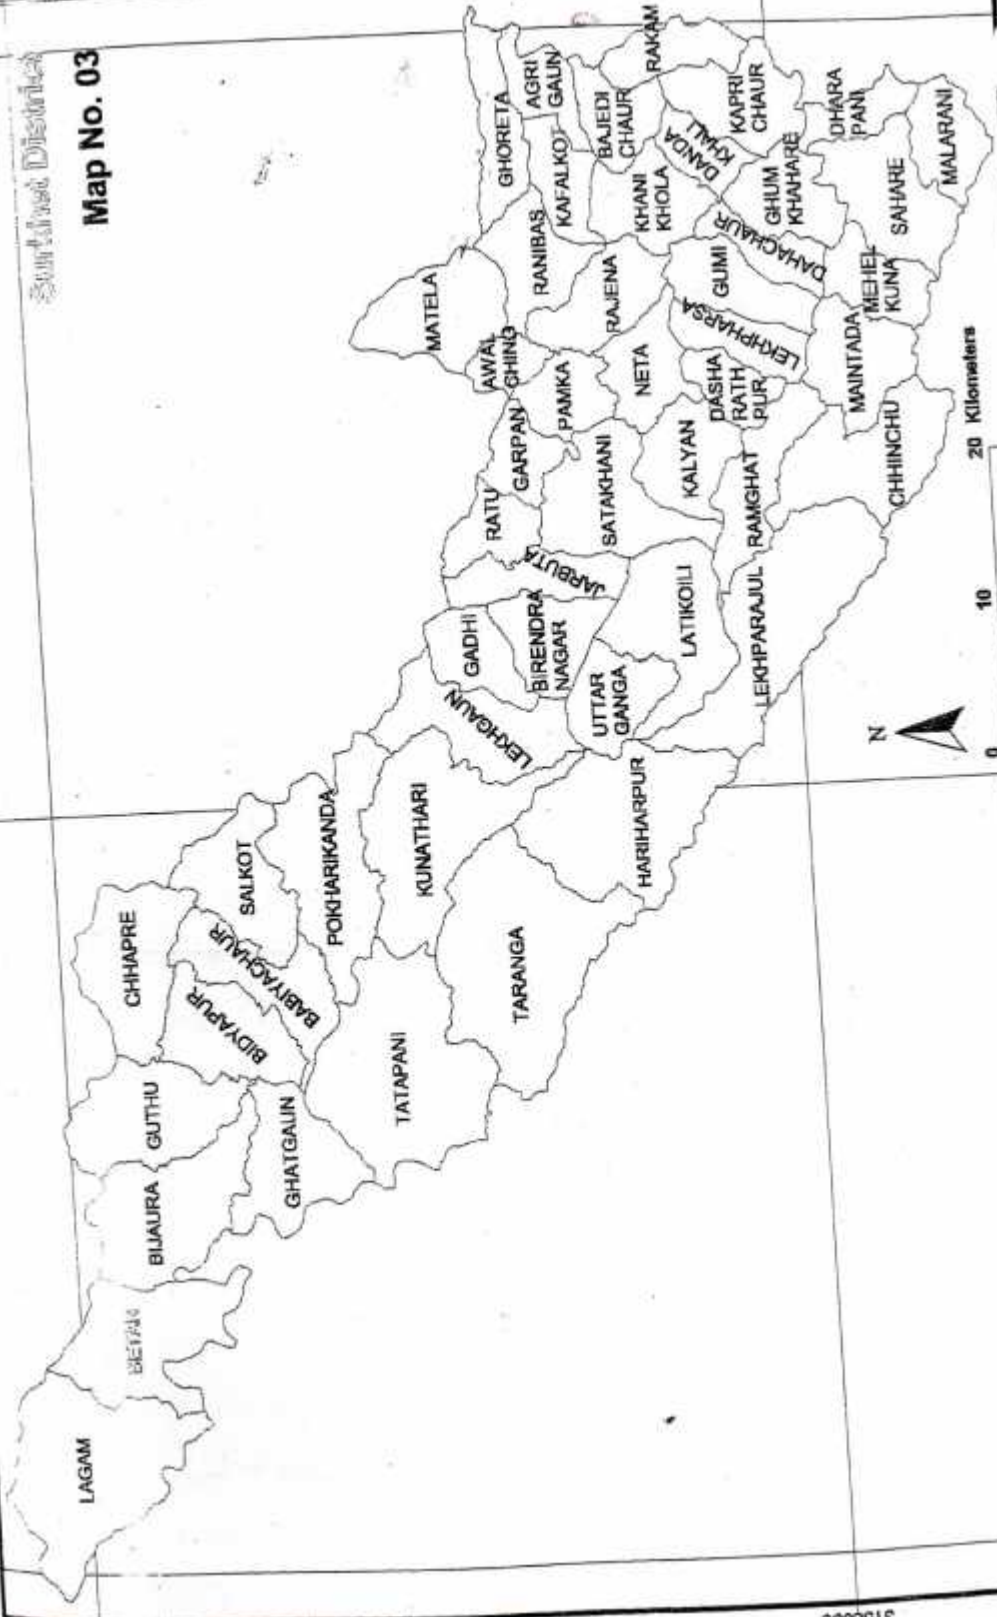 Surkhet District
Map No. 03
LAGAM
BETAN
BIJAURA
GUTHU
CHHAPRE
GHATGAUN
BIDYAPUR
BABIYACHAUR
SALKOT
POKHARIKANDA
TATAPANI
KUNATHARI
TARANGA
LEKHGAUN
HARIHARPUR
GADHI
BIRENDRA
NAGAR
UTTAR
GANGA
JARBUTA
LATIKOILI
LEKHPARAJUL
RATU
GARPAN
SATAKHANI
KALYAN
RAMGHAT
MATELA
AWAL
CHING
PAMKA
NETA
DASHA
RATH
PUR
LEKHPHARSA
MAINTADA
CHHINCHU
GHORETA
RANIBAS
RAJENA
GUMI
DAHACHAUR
MEHEL
KUNA
AGRI
GAUN
KAFALKOT
BAJEDI
CHAUR
KHANI
KHOLA
DANDA
KHALI
GHUM
KHAHARE
SAHARE
RAKAM
KAPRI
CHAUR
DHARA
PANI
MALARANI
N
0
10
20 Kilometers